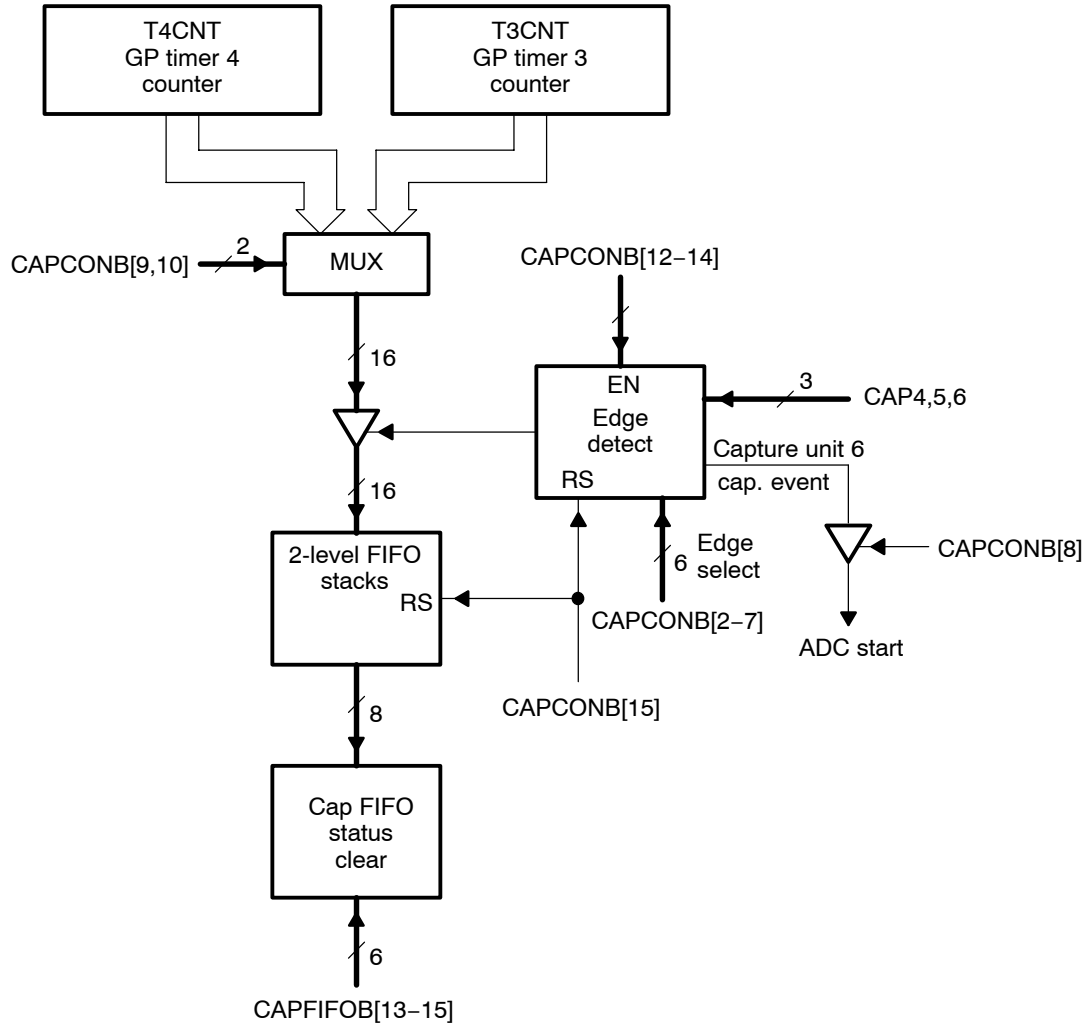 T4CNT
GP timer 4
counter
T3CNT
GP timer 3
counter
CAPCONB[9,10]
2
MUX
CAPCONB[12–14]
16
EN
Edge
detect
RS
3
CAP4,5,6
Capture unit 6
cap. event
16
2-level FIFO
stacks
RS
6
Edge
select
CAPCONB[8]
CAPCONB[2–7]
ADC start
CAPCONB[15]
8
Cap FIFO
status
clear
6
CAPFIFOB[13–15]